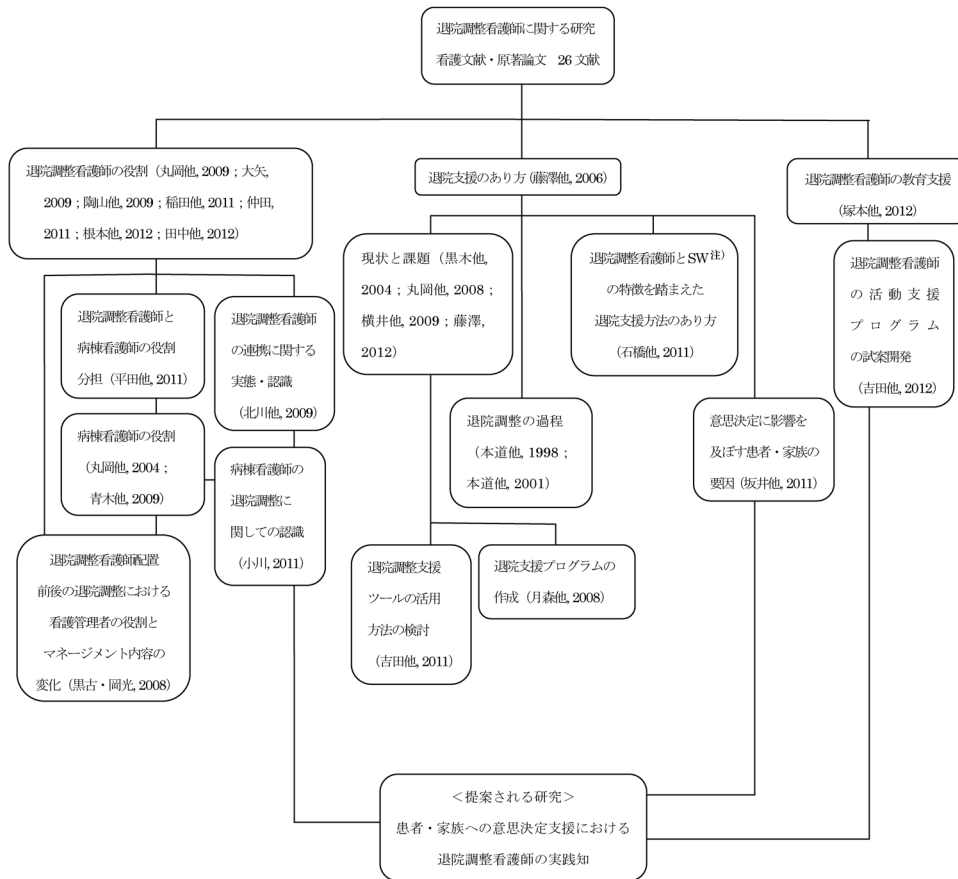 退院調整看護師に関する研究
看護文献・原著論文 26文献
退院調整看護師の役割（丸岡他, 2009；大矢,
2009；陶山他, 2009；稲田他, 2011；仲田,
2011；根本他, 2012；田中他, 2012）
退院調整看護師と
病棟看護師の役割
分担（平田他, 2011）
病棟看護師の役割
（丸岡他, 2004；
青木他, 2009）
退院調整看護師配置
前後の退院調整における
看護管理者の役割と
マネージメント内容の
変化（黒古・岡光, 2008）
退院調整看護師
の連携に関する
実態・認識
（北川他, 2009）
病棟看護師の
退院調整に
関しての認識
（小川, 2011）
退院支援のあり方（藤澤他, 2006）
現状と課題（黒木他,
2004；丸岡他, 2008；
横井他, 2009；藤澤,
2012）
退院調整支援
ツールの活用
方法の検討
（吉田他, 2011）
退院支援プログラムの
作成（月森他, 2008）
退院調整の過程
（本道他, 1998；
本道他, 2001）
退院調整看護師とSW注）
の特徴を踏まえた
退院支援方法のあり方
（石橋他, 2011）
意思決定に影響を
及ぼす患者・家族の
要因（坂井他, 2011）
退院調整看護師の教育支援
（塚本他, 2012）
退院調整看護師
の活動支援
プログラム
の試案開発
（吉田他, 2012）
＜提案される研究＞
患者・家族への意思決定支援における
退院調整看護師の実践知